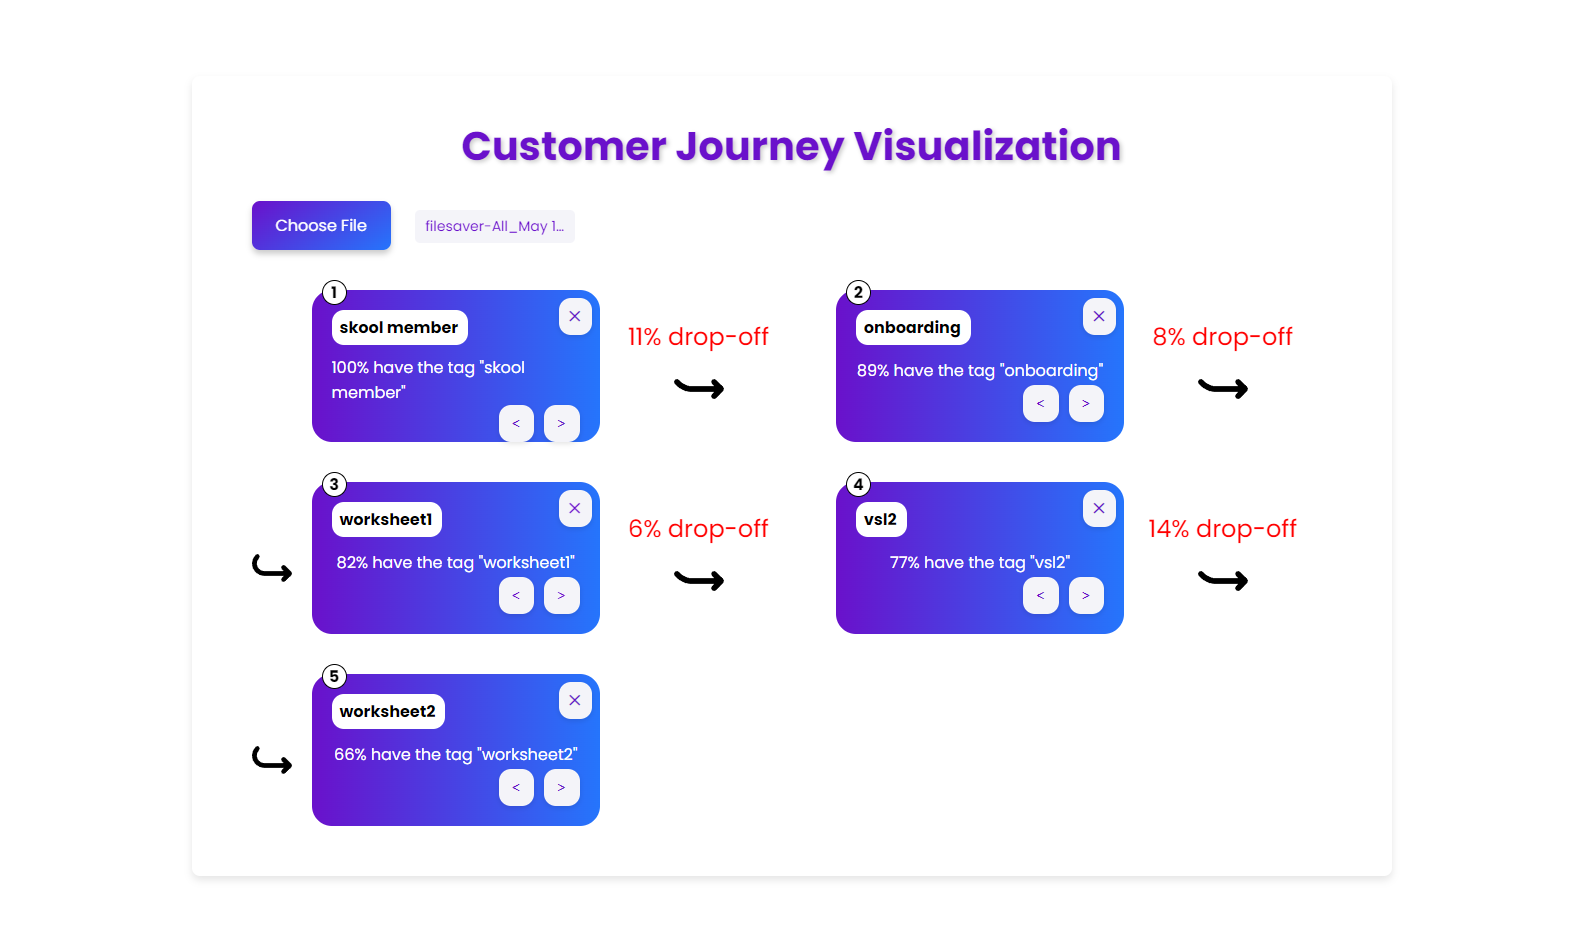 Customer Journey Visualization
Choose File
filesaver-All_May 1...
1
skool member
×
100% have the tag "skool
member"
< >
11% drop-off
2
onboarding
×
89% have the tag "onboarding"
< >
8% drop-off
3
worksheet1
×
82% have the tag "worksheet1"
< >
6% drop-off
4
vsl2
×
77% have the tag "vsl2"
< >
14% drop-off
5
worksheet2
×
66% have the tag "worksheet2"
< >